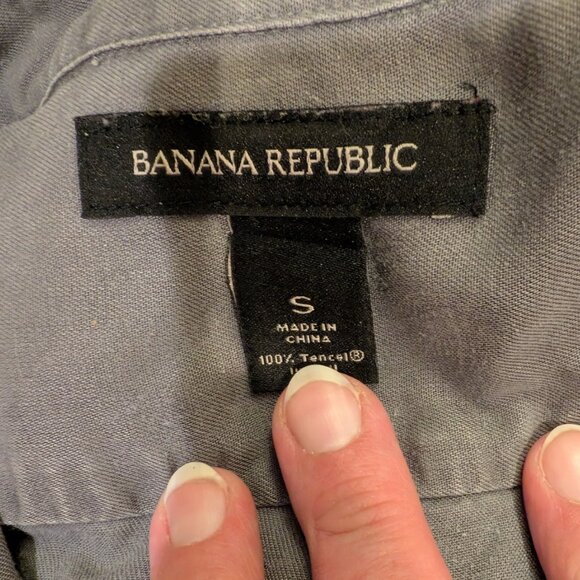 BANANA REPUBLIC
S
MADE IN
CHINA
100% Tencel®